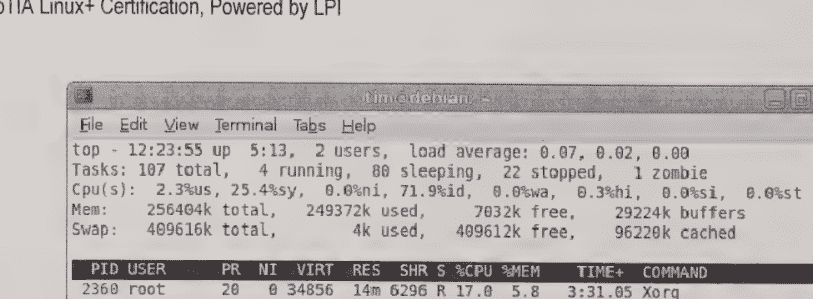 TIA Linux+ Certification, Powered by LPI
time@debian: ~
File Edit View Terminal Tabs Help
top - 12:23:55 up 5:13, 2 users, load average: 0.07, 0.02, 0.00
Tasks: 107 total, 4 running, 80 sleeping, 22 stopped, 1 zombie
Cpu(s): 2.3%us, 25.4%sy, 0.0%ni, 71.9%id, 0.0%wa, 0.3%hi, 0.0%si, 0.0%st
Mem: 256404k total, 249372k used, 7032k free, 29224k buffers
Swap: 409616k total, 4k used, 409612k free, 96220k cached
PID USER PR NI VIRT RES SHR S %CPU %MEM TIME+ COMMAND
2360 root 20 0 34856 14m 6296 R 17.0 5.8 3:31.05 Xorg